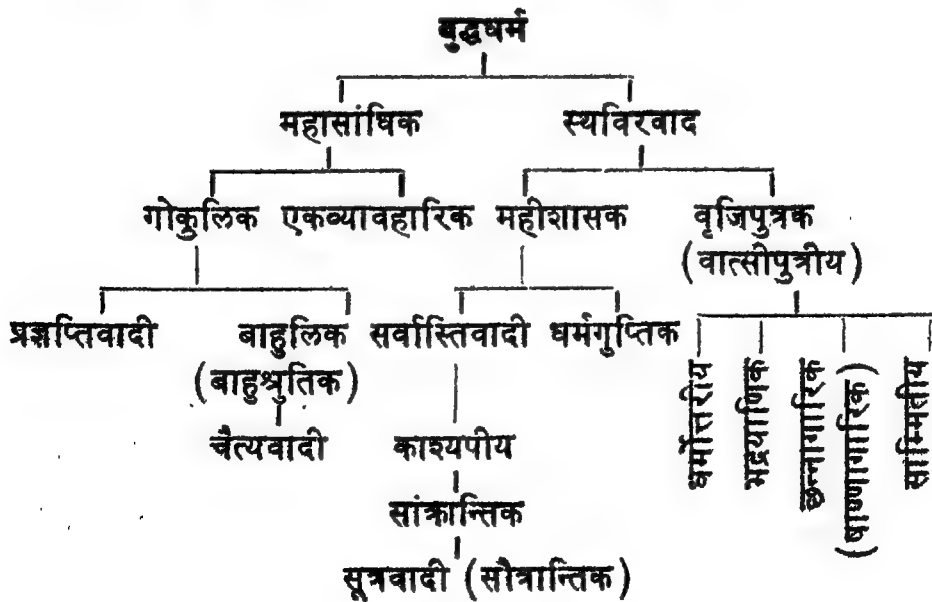 बुद्धधर्म
महासांघिक स्थविरवाद
गोकुलिक एकव्यावहारिक महीशासक वृजिपुत्रक
(वात्सीपुत्रीय)
प्रज्ञप्तिवादी बाहुलिक सर्वास्तिवादी धर्मगुप्तिक
(बाहुश्रुतिक)
चैत्यवादी काश्यपीय
सांक्रान्तिक
सूत्रवादी (सौत्रान्तिक)
धर्मोत्तरीय
भद्रयाणिक
छन्नागारिक
(षाण्णागारिक)
साम्मितीय